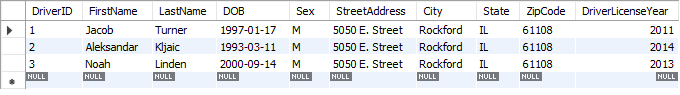 DriverID FirstName LastName DOB Sex StreetAddress City State ZipCode DriverLicenseYear
1 Jacob Turner 1997-01-17 M 5050 E. Street Rockford IL 61108 2011
2 Aleksandar Kljaic 1993-03-11 M 5050 E. Street Rockford IL 61108 2014
3 Noah Linden 2000-09-14 M 5050 E. Street Rockford IL 61108 2013
NULL NULL NULL NULL NULL NULL NULL NULL NULL NULL